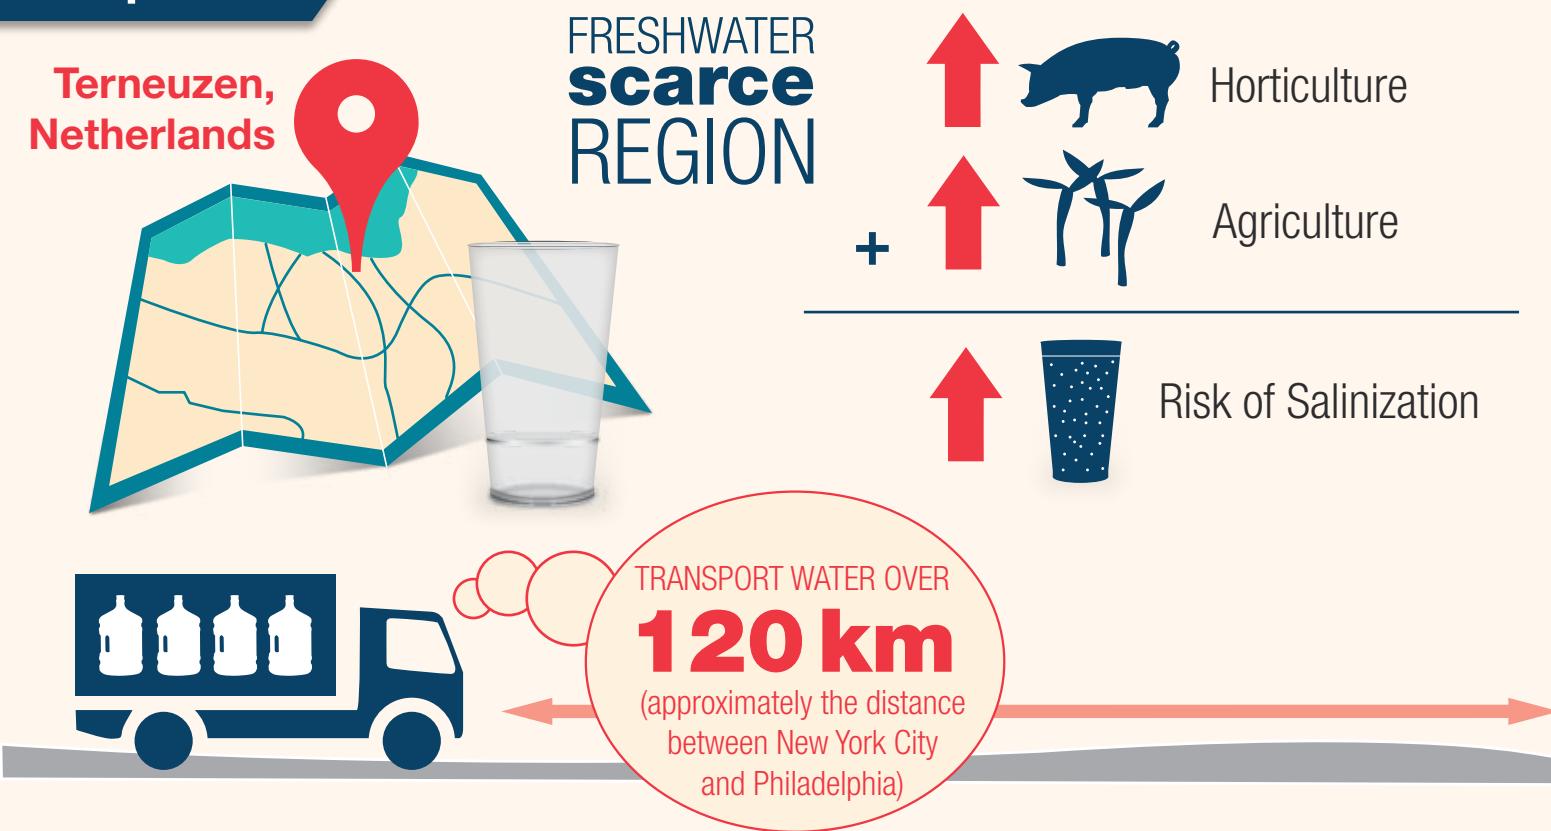 Terneuzen,
Netherlands
FRESHWATER
scarce
REGION
Horticulture
+
Agriculture
Risk of Salinization
TRANSPORT WATER OVER
120 km
(approximately the distance
between New York City
and Philadelphia)